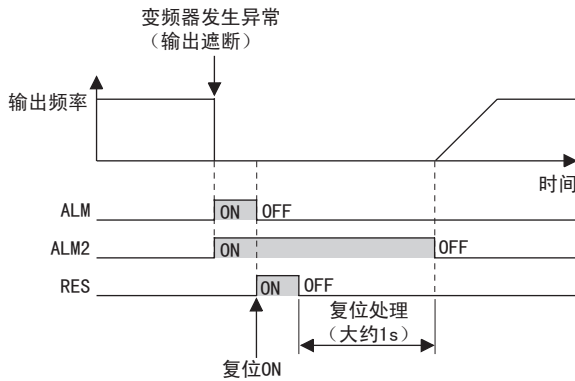 变频器发生异常
（输出遮断）
输出频率
时间
ALM ON OFF
ALM2 ON OFF
RES ON OFF
复位处理
（大约1s）
复位ON